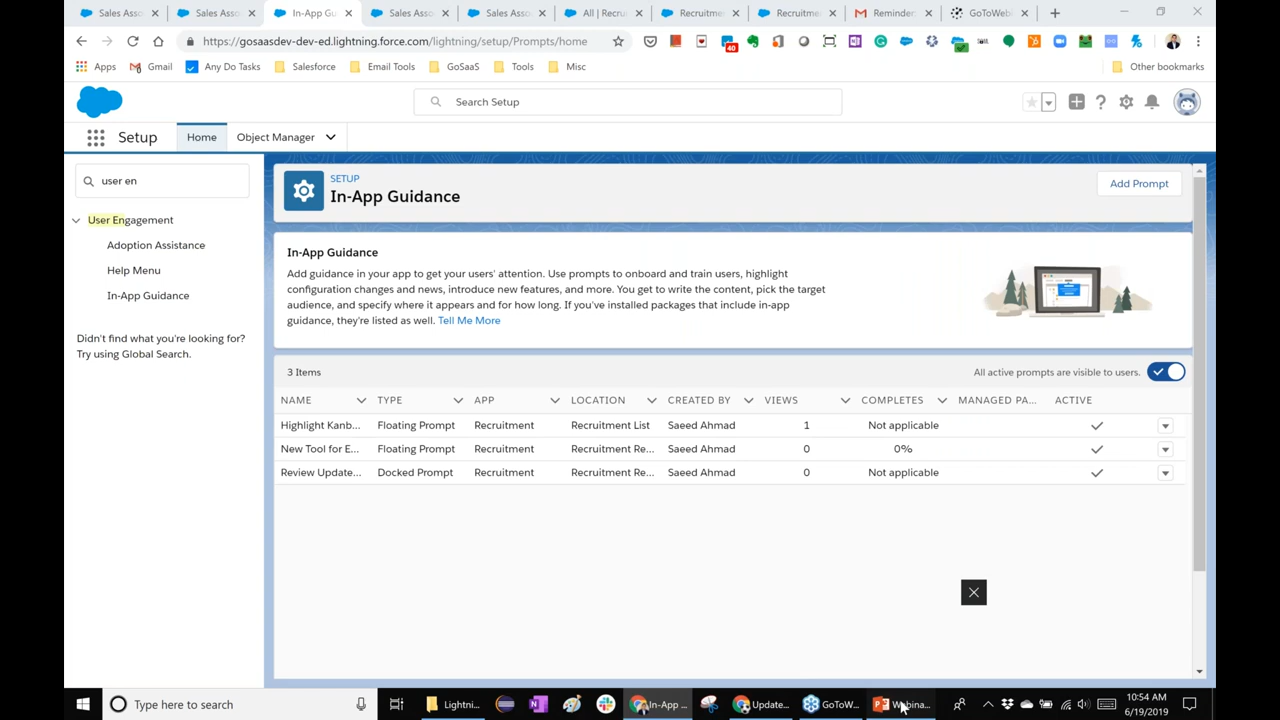 Sales Asso
Sales Asso
In-App Gu
Sales Asso
Sales Asso
All | Recru
Recruitme
Recruitme
Reminder
GoToWebi
https://gosaasdev-dev-ed.lightning.force.com/lightning/setup/Prompts/home
40
Apps
Gmail
Any Do Tasks
Salesforce
Email Tools
GoSaaS
Tools
Misc
Other bookmarks
Search Setup
Setup
Home
Object Manager
user en
User Engagement
Adoption Assistance
Help Menu
In-App Guidance
Didn't find what you're looking for?
Try using Global Search.
SETUP
In-App Guidance
Add Prompt
In-App Guidance
Add guidance in your app to get your users' attention. Use prompts to onboard and train users, highlight
configuration changes and news, introduce new features, and more. You get to write the content, pick the target
audience, and specify where it appears and for how long. If you've installed packages that include in-app
guidance, they're listed as well. Tell Me More
3 Items
All active prompts are visible to users.
NAME TYPE APP LOCATION CREATED BY VIEWS COMPLETES MANAGED PA... ACTIVE
Highlight Kanb... Floating Prompt Recruitment Recruitment List Saeed Ahmad 1 Not applicable
New Tool for E... Floating Prompt Recruitment Recruitment Re... Saeed Ahmad 0 0%
Review Update... Docked Prompt Recruitment Recruitment Re... Saeed Ahmad 0 Not applicable
Type here to search
Lightni...
In-App ...
Update...
GoToW...
Webina...
10:54 AM
6/19/2019